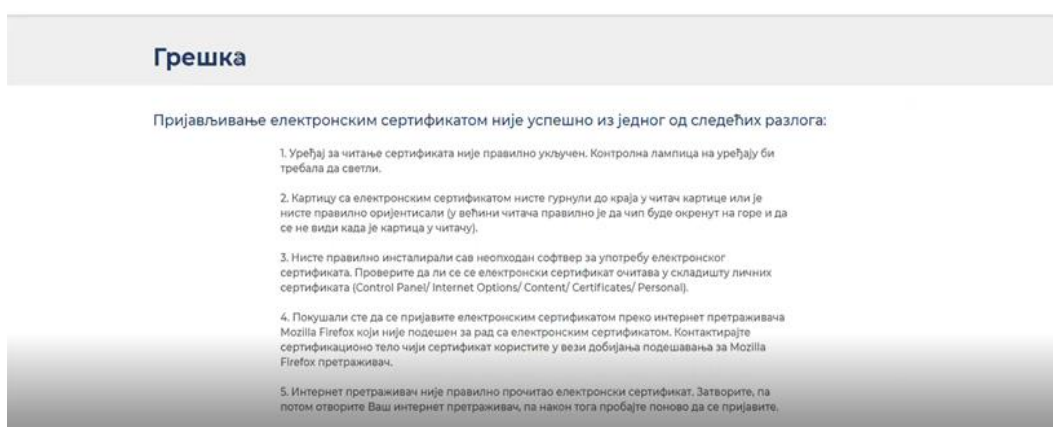 Грешка
Пријављивање електронским сертификатом није успешно из једног од следећих разлога:
1. Уређај за читање сертификата није правилно укључен. Контролна лампица на уређају би
требала да светли.
2. Картицу са електронским сертификатом нисте гурнули до краја у читач картице или је
нисте правилно оријентисали (у већини читача правилно је да чип буде окренут на горе и да
се не види када је картица у читачу).
3. Нисте правилно инсталирали сав неопходан софтвер за употребу електронског
сертификата. Проверите да ли се се електронски сертификат очитава у складишту личних
сертификата (Control Panel/ Internet Options/ Content/ Certificates/ Personal).
4. Покушали сте да се пријавите електронским сертификатом преко интернет претраживача
Mozilla Firefox који није подешен за рад са електронским сертификатом. Контактирајте
сертификационо тело чији сертификат користите у вези добијања подешавања за Mozilla
Firefox претраживач.
5. Интернет претраживач није правилно прочитао електронски сертификат. Затворите, па
потом отворите Ваш интернет претраживач, па након тога пробајте поново да се пријавите.